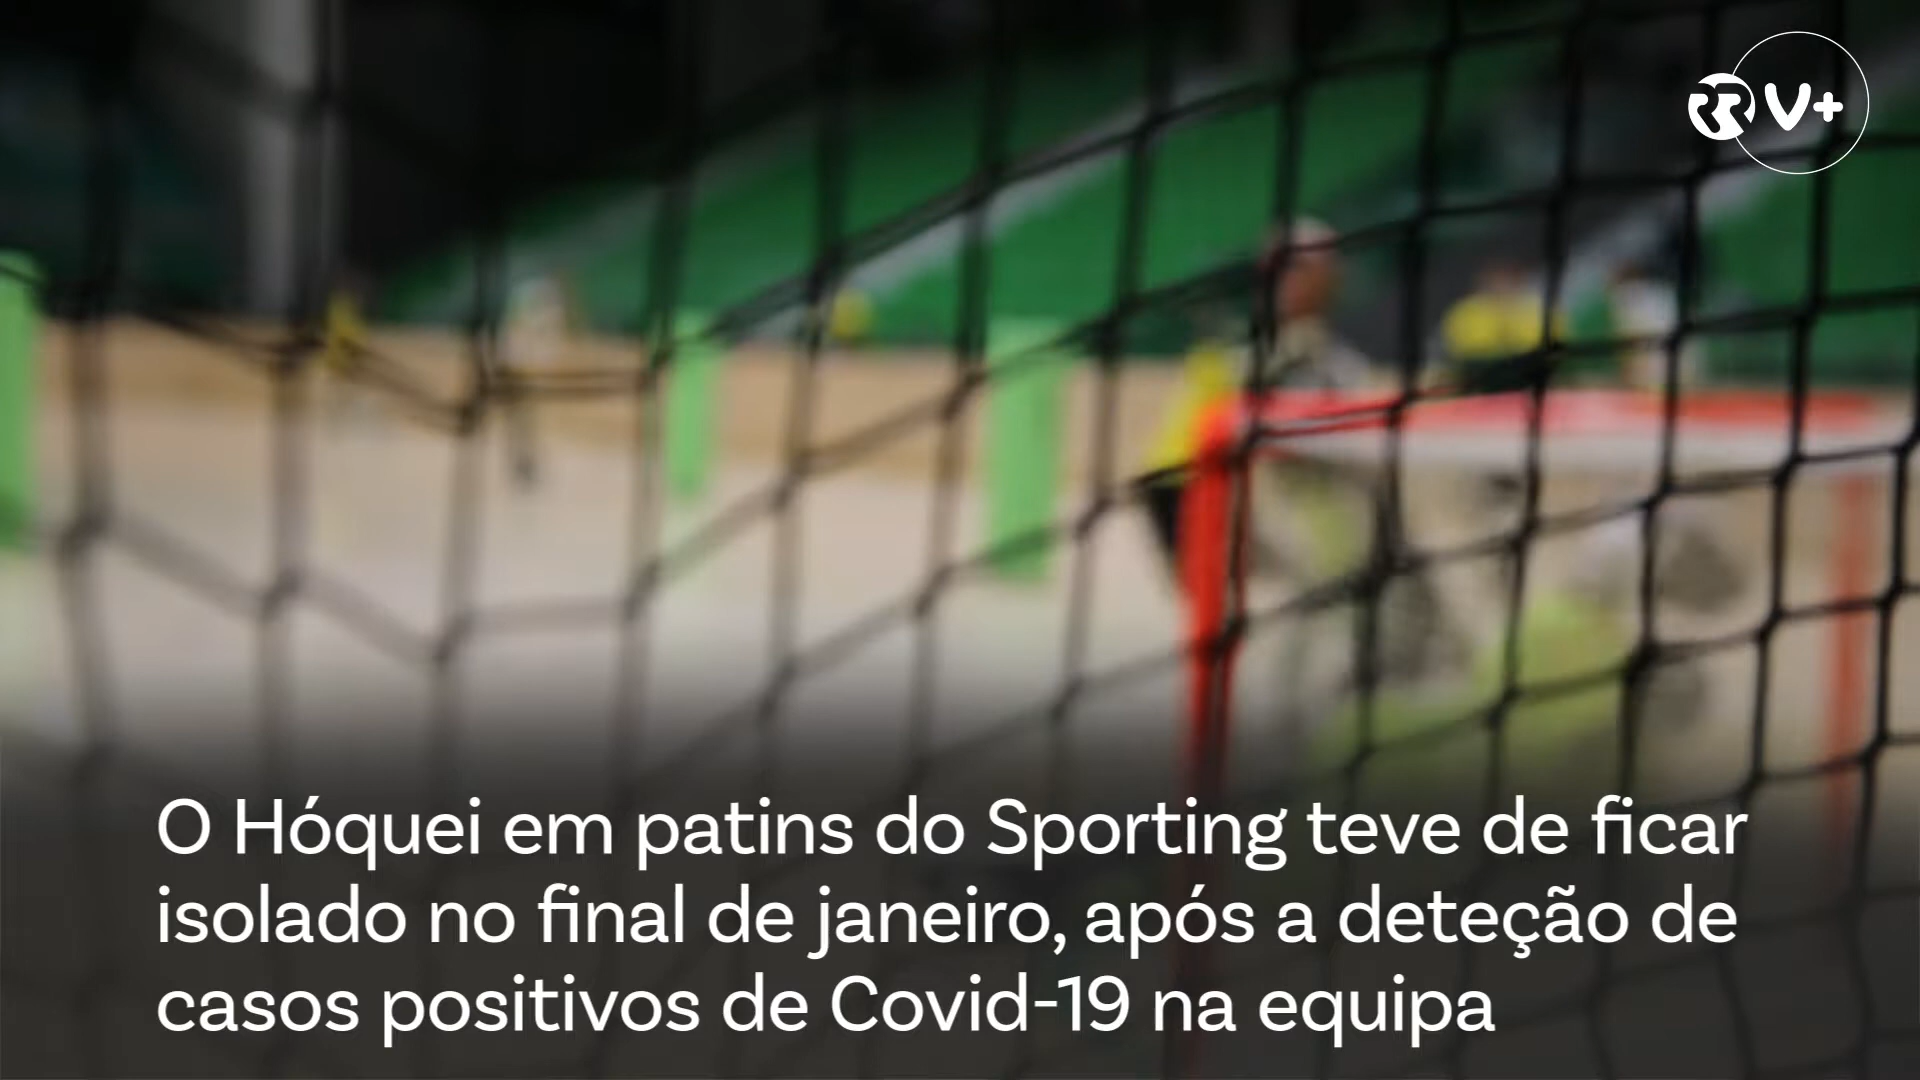 RR V+
O Hóquei em patins do Sporting teve de ficar
isolado no final de janeiro, após a deteção de
casos positivos de Covid-19 na equipa